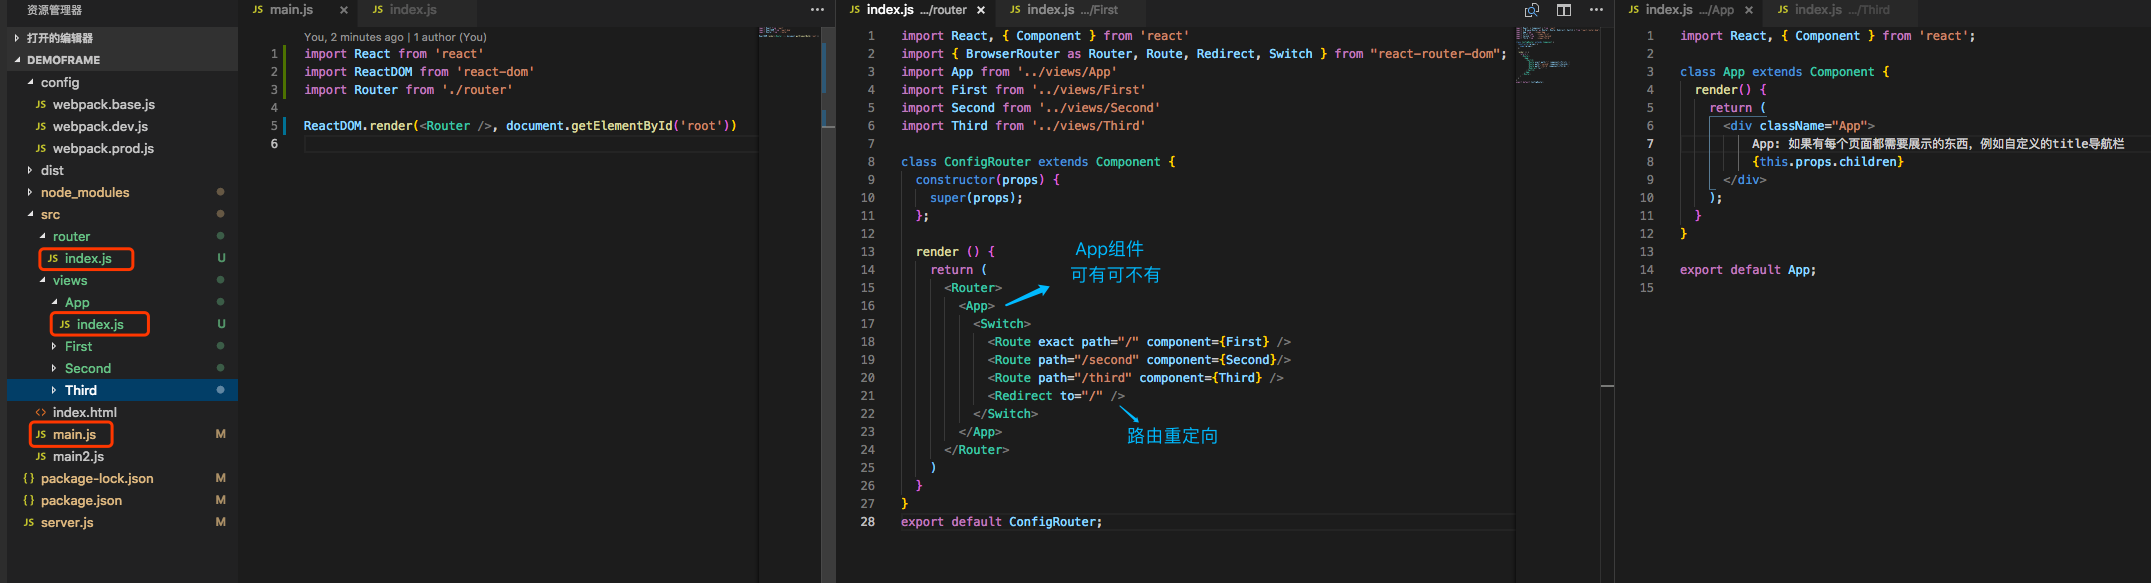 资源管理器
打开的编辑器
DEMOFRAME
config
JS webpack.base.js
JS webpack.dev.js
JS webpack.prod.js
dist
node_modules
src
router
JS index.js U
views
App
JS index.js U
First
Second
Third
<> index.html
JS main.js M
JS main2.js
{} package-lock.json M
{} package.json M
JS server.js M
JS main.js ×
JS index.js
...
You, 2 minutes ago | 1 author (You)
1 import React from 'react'
2 import ReactDOM from 'react-dom'
3 import Router from './router'
4
5 ReactDOM.render(<Router />, document.getElementById('root'))
6
JS index.js .../router ×
JS index.js .../First
...
1 import React, { Component } from 'react'
2 import { BrowserRouter as Router, Route, Redirect, Switch } from "react-router-dom";
3 import App from '../views/App'
4 import First from '../views/First'
5 import Second from '../views/Second'
6 import Third from '../views/Third'
7
8 class ConfigRouter extends Component {
9 constructor(props) {
10 super(props);
11 };
12
13 render () {
14 return (
15 <Router>
16 <App>
17 <Switch>
18 <Route exact path="/" component={First} />
19 <Route path="/second" component={Second}/>
20 <Route path="/third" component={Third} />
21 <Redirect to="/" />
22 </Switch>
23 </App>
24 </Router>
25 )
26 }
27 }
28 export default ConfigRouter;
App组件
可有可不有
路由重定向
JS index.js .../App ×
JS index.js .../Third
1 import React, { Component } from 'react';
2
3 class App extends Component {
4 render() {
5 return (
6 <div className="App">
7 App: 如果有每个页面都需要展示的东西，例如自定义的title导航栏
8 {this.props.children}
9 </div>
10 );
11 }
12 }
13
14 export default App;
15